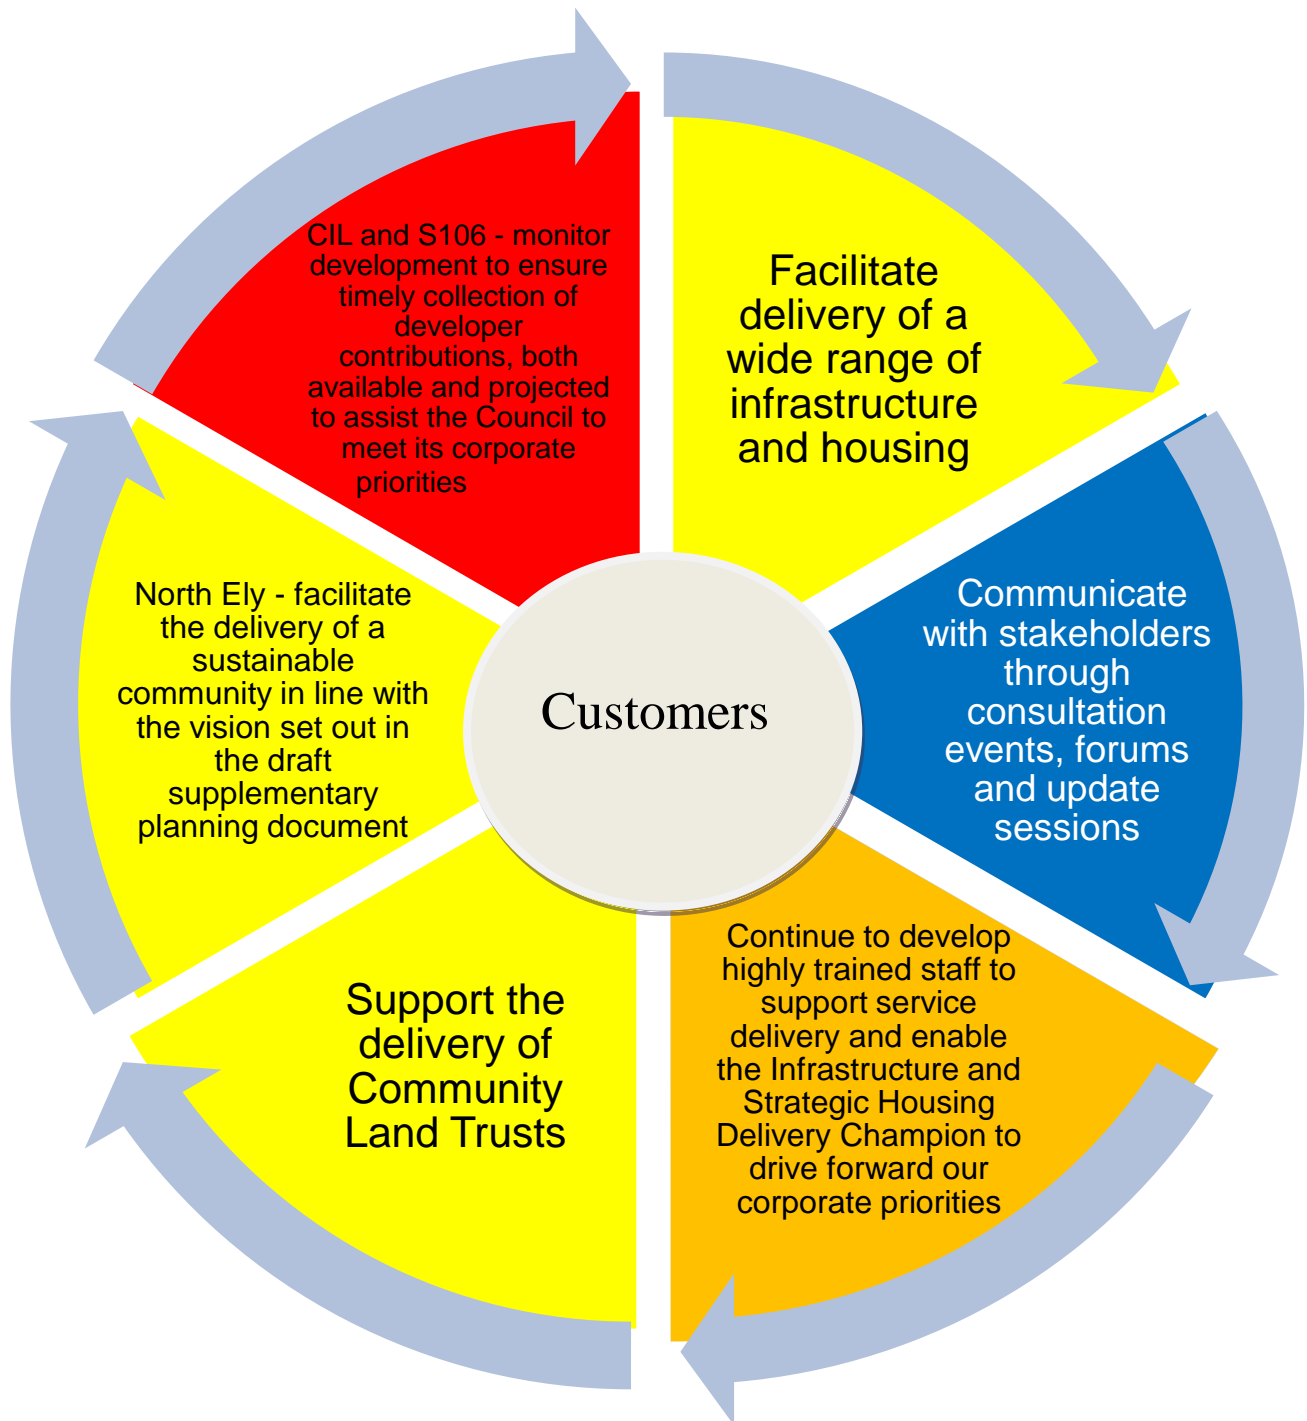 CIL and S106 - monitor
development to ensure
timely collection of
developer
contributions, both
available and projected
to assist the Council to
meet its corporate
priorities
Facilitate
delivery of a
wide range of
infrastructure
and housing
Communicate
with stakeholders
through
consultation
events, forums
and update
sessions
Continue to develop
highly trained staff to
support service
delivery and enable
the Infrastructure and
Strategic Housing
Delivery Champion to
drive forward our
corporate priorities
Support the
delivery of
Community
Land Trusts
North Ely - facilitate
the delivery of a
sustainable
community in line with
the vision set out in
the draft
supplementary
planning document
Customers